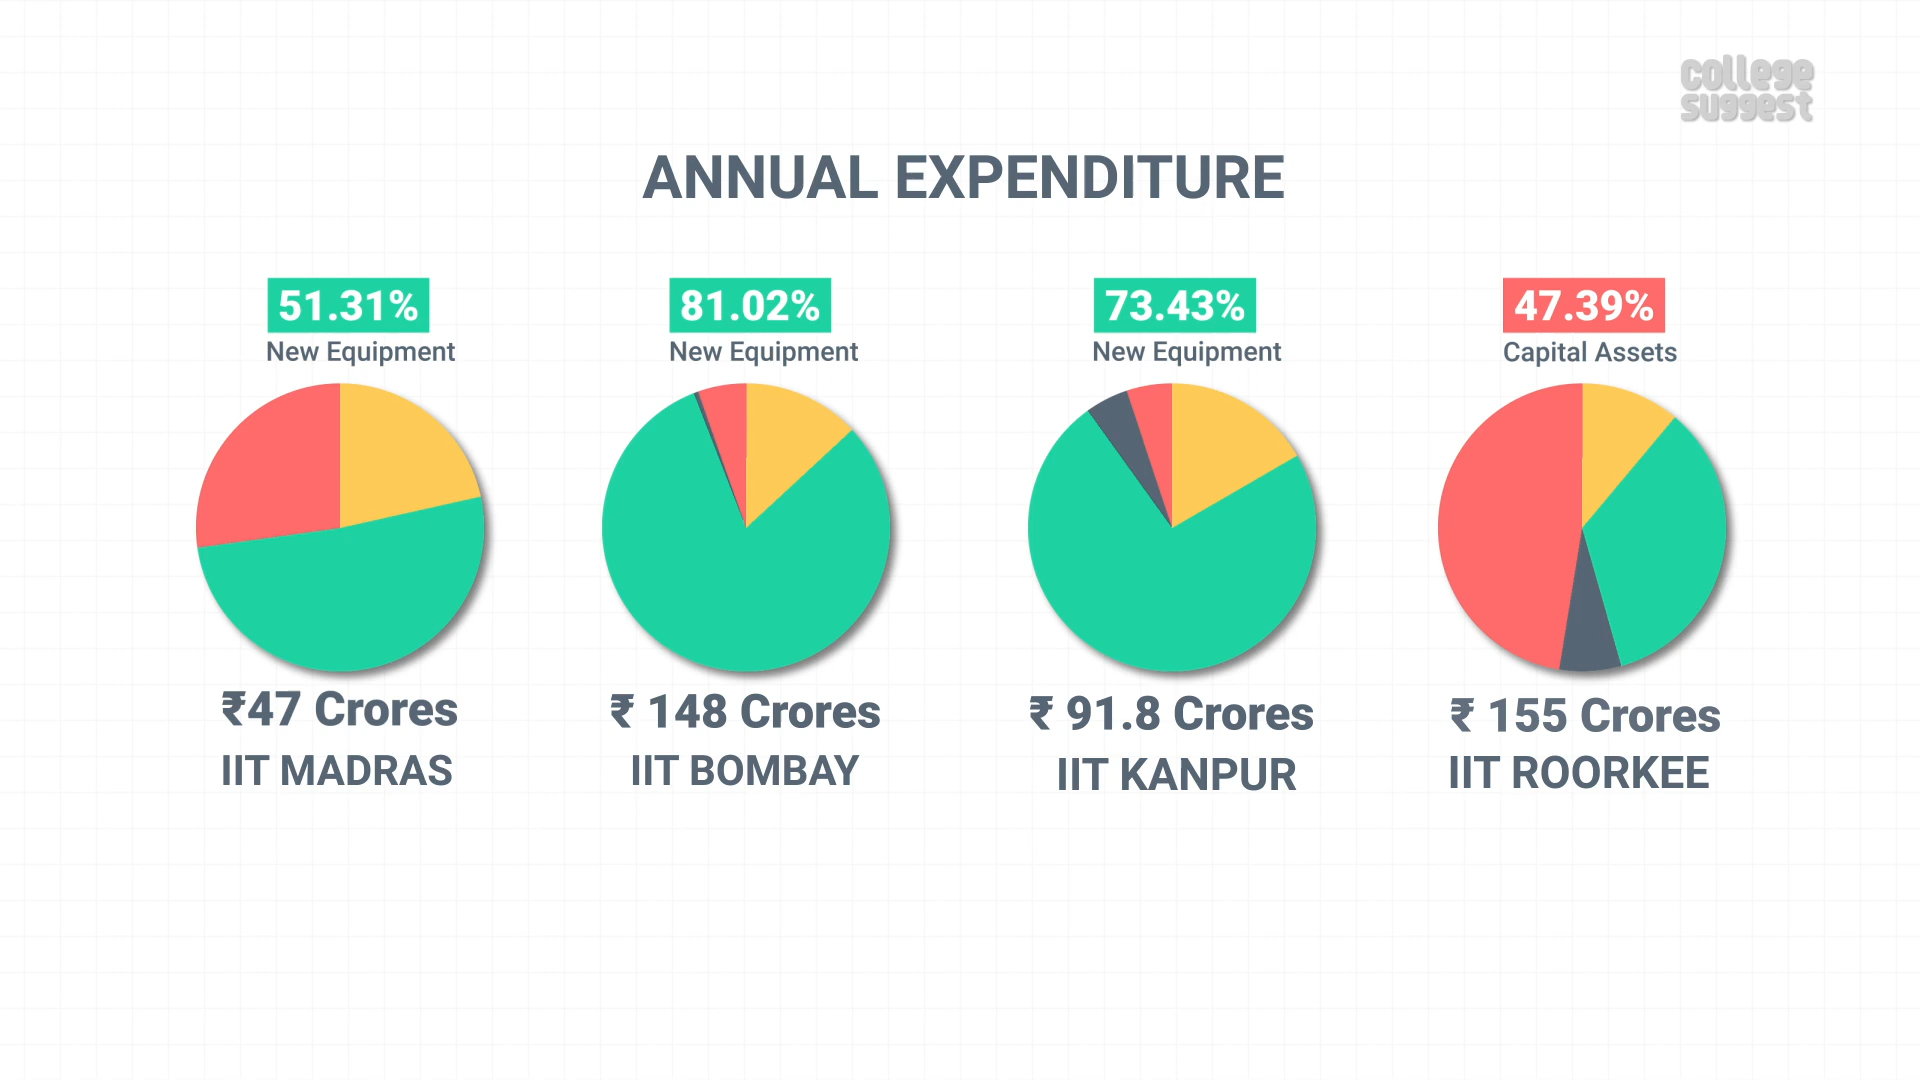 college
suggest
ANNUAL EXPENDITURE
51.31%
New Equipment
81.02%
New Equipment
73.43%
New Equipment
47.39%
Capital Assets
₹47 Crores
IIT MADRAS
₹ 148 Crores
IIT BOMBAY
₹ 91.8 Crores
IIT KANPUR
₹ 155 Crores
IIT ROORKEE